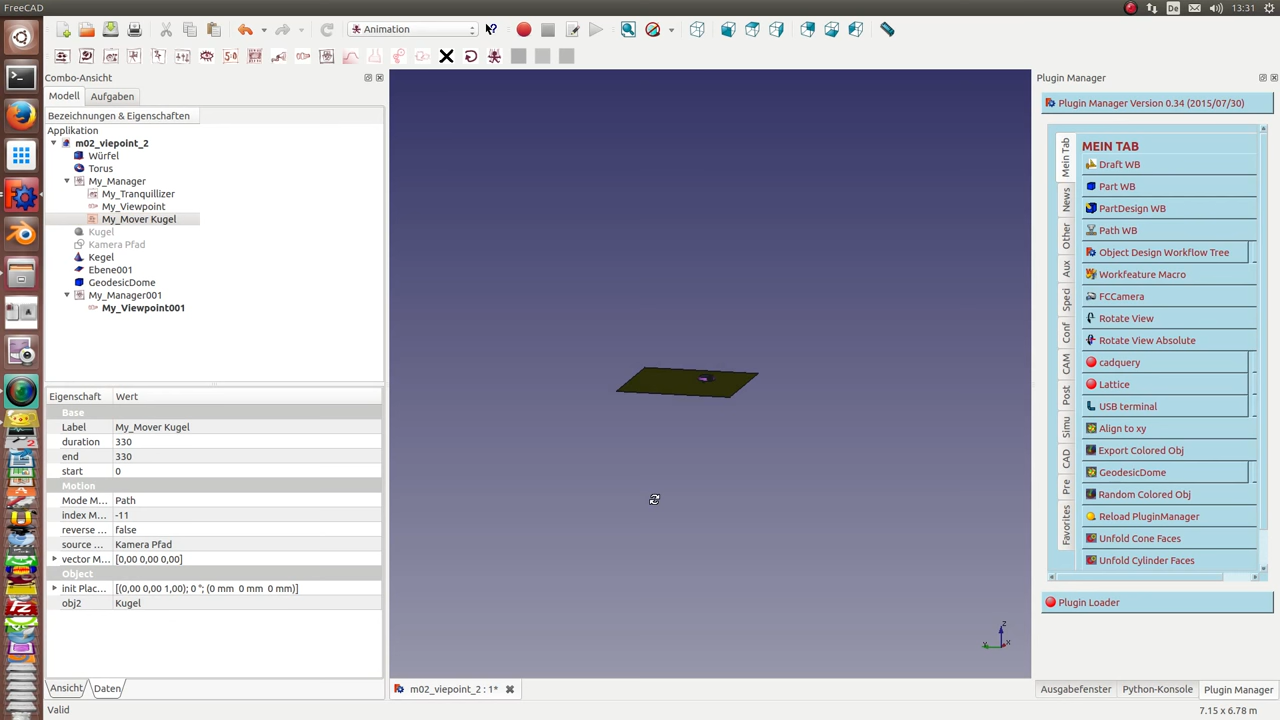 FreeCAD
De
13:31
Animation
Combo-Ansicht
Modell
Aufgaben
Bezeichnungen & Eigenschaften
Applikation
m02_viepoint_2
Würfel
Torus
My_Manager
My_Tranquillizer
My_Viewpoint
My_Mover Kugel
Kugel
Kamera Pfad
Kegel
Ebene001
GeodesicDome
My_Manager001
My_Viewpoint001
Eigenschaft Wert
Base
Label My_Mover Kugel
duration 330
end 330
start 0
Motion
Mode M... Path
index M... -11
reverse ... false
source ... Kamera Pfad
vector M... [0,00 0,00 0,00]
Object
init Plac... [(0,00 0,00 1,00); 0 °; (0 mm 0 mm 0 mm)]
obj2 Kugel
Ansicht
Daten
Valid
z
m02_viepoint_2 : 1*
Plugin Manager
Plugin Manager Version 0.34 (2015/07/30)
Mein Tab
News
Other
Aux
Sped
Conf
CAM
Post
Simu
CAD
Pre
Favorites
MEIN TAB
Draft WB
Part WB
PartDesign WB
Path WB
Object Design Workflow Tree
Workfeature Macro
FCCamera
Rotate View
Rotate View Absolute
cadquery
Lattice
USB terminal
Align to xy
Export Colored Obj
GeodesicDome
Random Colored Obj
Reload PluginManager
Unfold Cone Faces
Unfold Cylinder Faces
Plugin Loader
Ausgabefenster
Python-Konsole
Plugin Manager
7.15 x 6.78 m